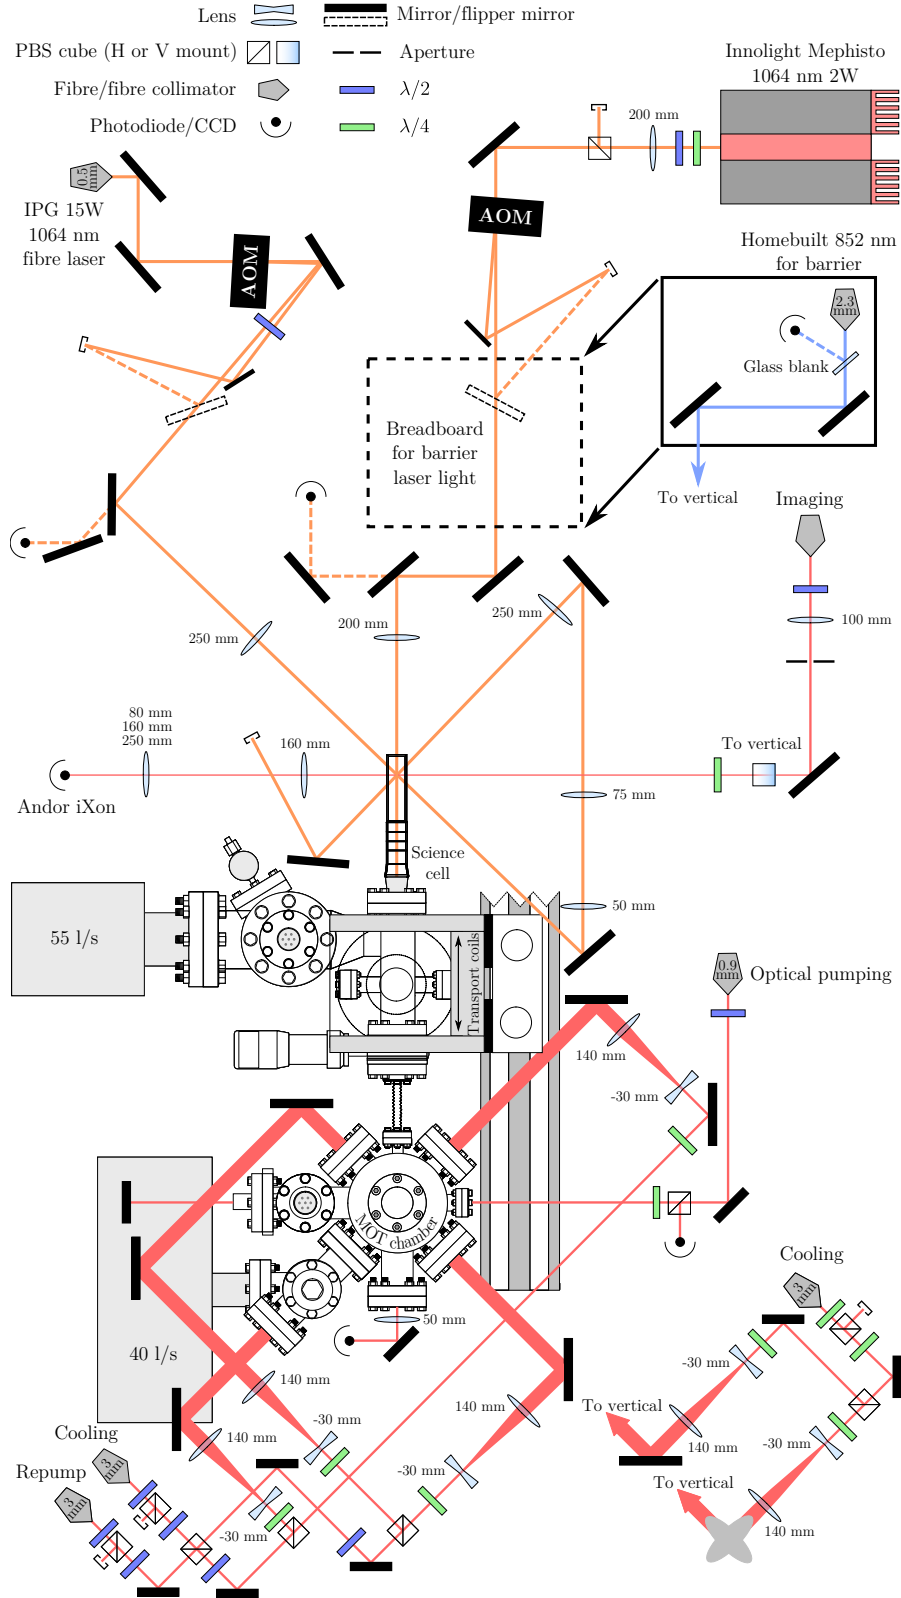 Lens
Mirror/flipper mirror
PBS cube (H or V mount)
Aperture
Fibre/fibre collimator
λ/2
Photodiode/CCD
λ/4
Innolight Mephisto
1064 nm 2W
200 mm
0.5
mm
IPG 15W
1064 nm
fibre laser
AOM
AOM
Homebuilt 852 nm
for barrier
2.3
mm
Glass blank
To vertical
Breadboard
for barrier
laser light
Imaging
100 mm
250 mm
200 mm
250 mm
80 mm
160 mm
250 mm
160 mm
To vertical
Andor iXon
75 mm
Science
cell
50 mm
55 l/s
Transport coils
0.9
mm
Optical pumping
140 mm
-30 mm
MOT chamber
40 l/s
50 mm
Cooling
3
mm
-30 mm
140 mm
140 mm
To vertical
140 mm
-30 mm
To vertical
140 mm
140 mm
-30 mm
-30 mm
-30 mm
Cooling
3
mm
Repump
3
mm